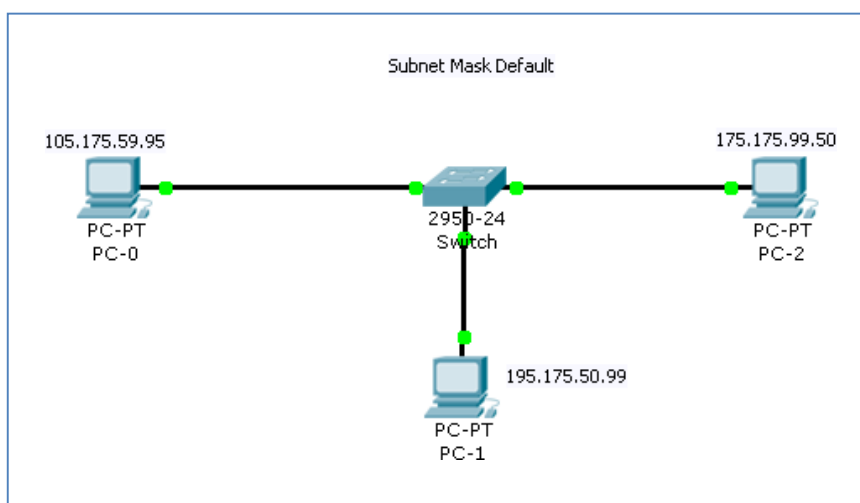 Subnet Mask Default
105.175.59.95
PC-PT
PC-0
2950-24
Switch
175.175.99.50
PC-PT
PC-2
195.175.50.99
PC-PT
PC-1